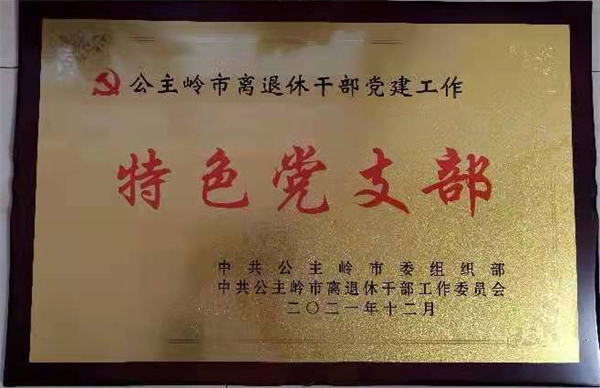 公主岭市离退休干部党建工作
特色党支部
中共公主岭市委组织部
中共公主岭市离退休干部工作委员会
二〇二一年十二月